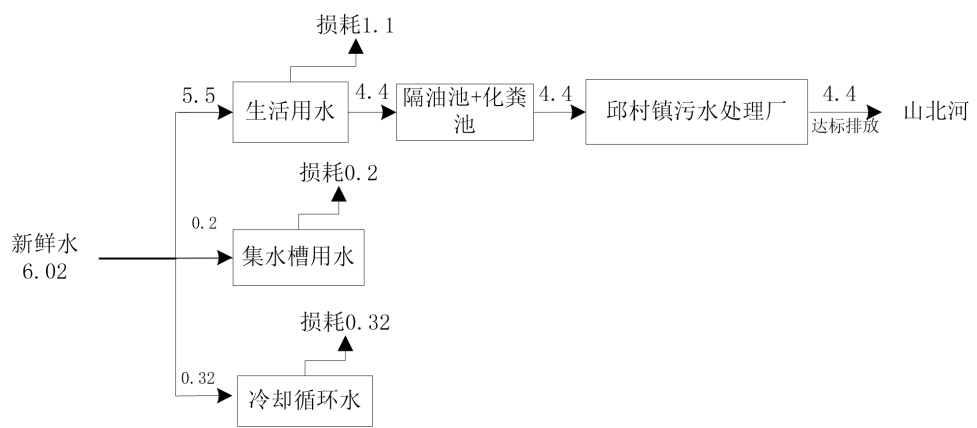 损耗1.1
5.5
生活用水
4.4
隔油池+化粪
池
4.4
邱村镇污水处理厂
4.4
达标排放
山北河
损耗0.2
0.2
集水槽用水
新鲜水
6.02
损耗0.32
0.32
冷却循环水